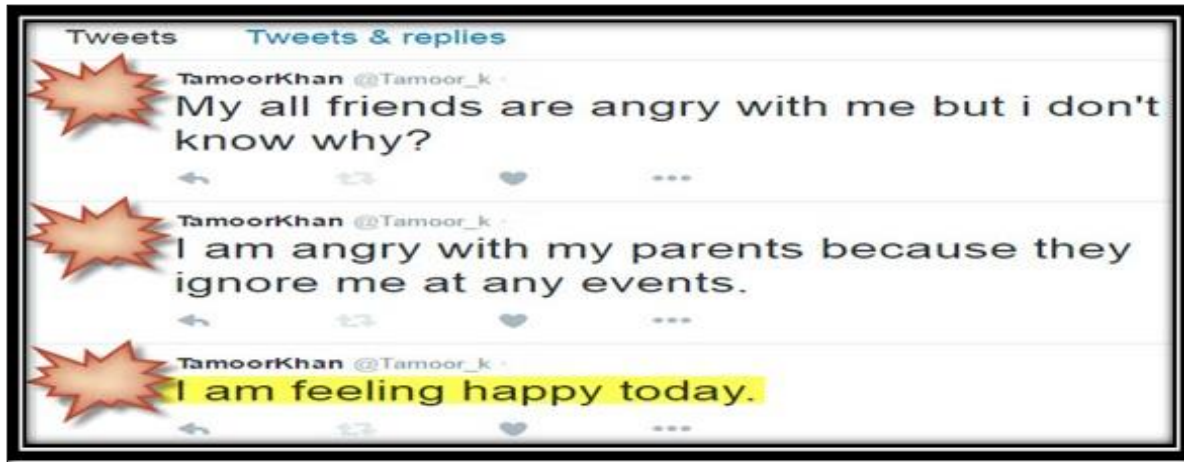 Tweets Tweets & replies
TamoorKhan @Tamoor_k ·
My all friends are angry with me but i don't
know why?
TamoorKhan @Tamoor_k ·
I am angry with my parents because they
ignore me at any events.
TamoorKhan @Tamoor_k ·
I am feeling happy today.